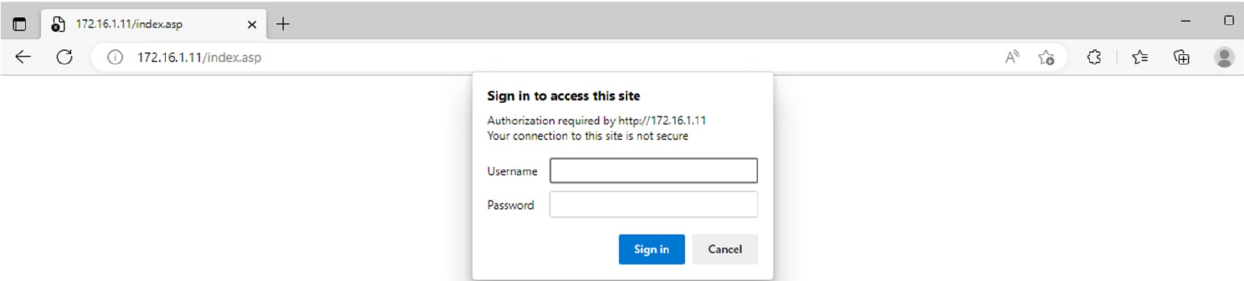 172.16.1.11/index.asp
172.16.1.11/index.asp
Sign in to access this site
Authorization required by http://172.16.1.11
Your connection to this site is not secure
Username
Password
Sign in Cancel